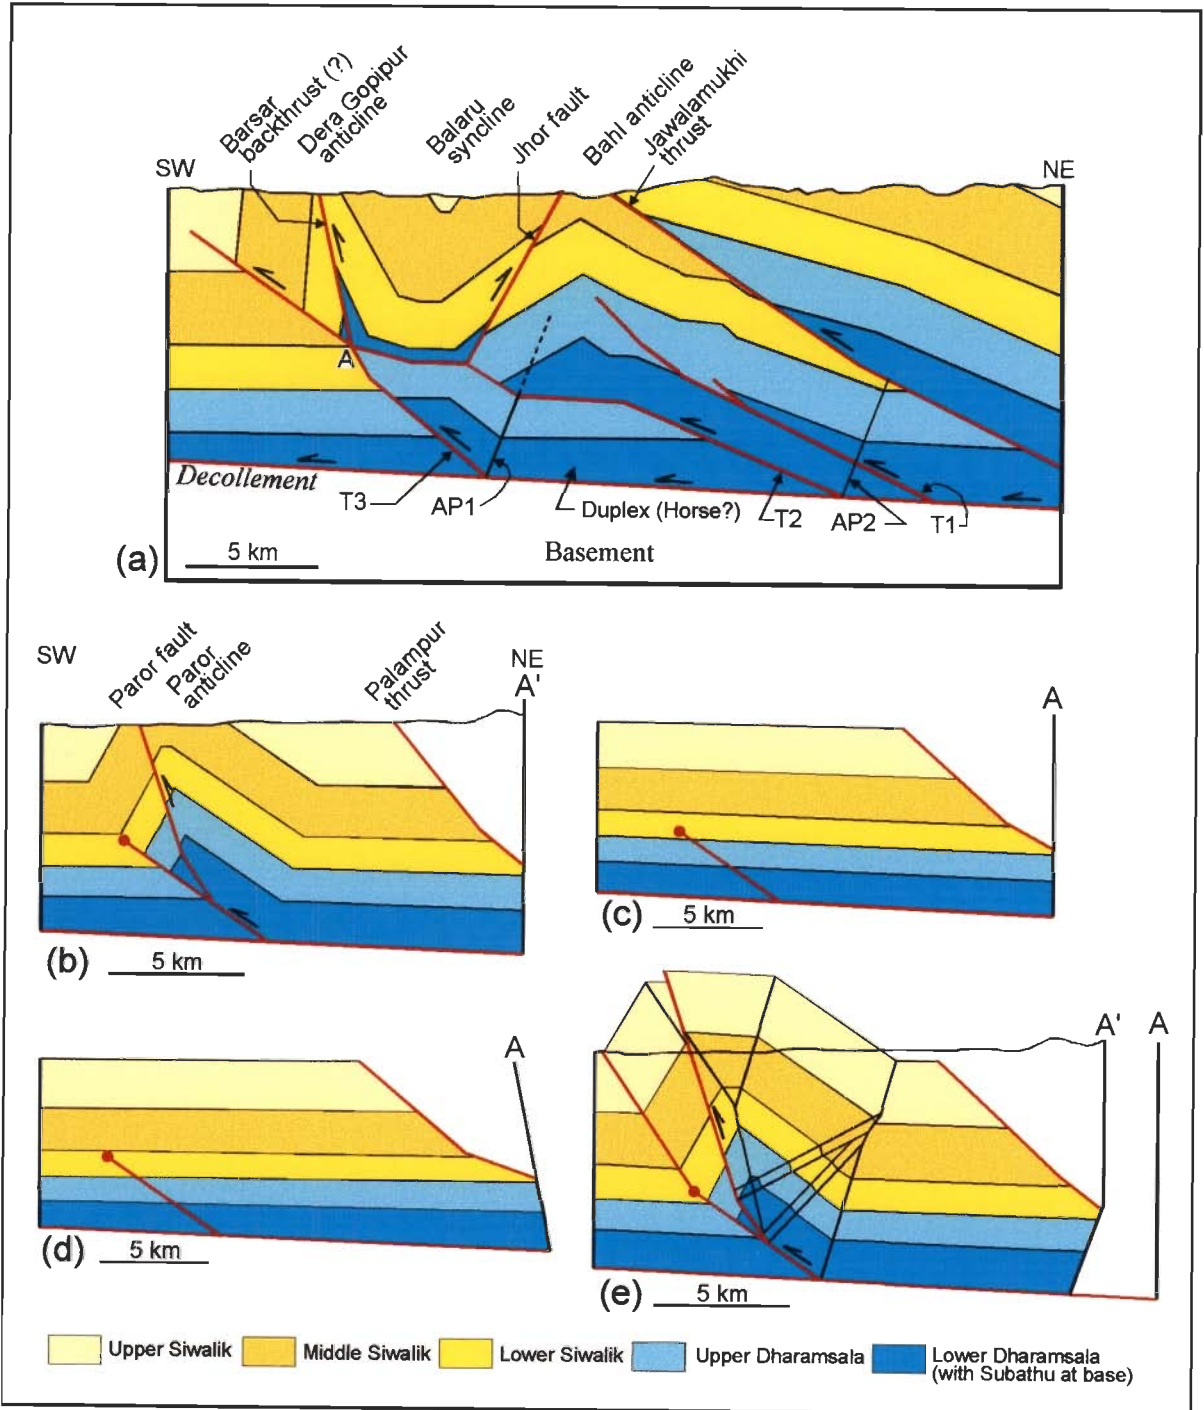 Barsar
backthrust (?)
Dera Gopipur
anticline
Balaru
syncline
Jhor fault
Bahl anticline
Jawalamukhi
thrust
SW
NE
A
Decollement
T3
AP1
Duplex (Horse?)
T2
AP2
T1
(a)
5 km
Basement
SW
Paror fault
Paror
anticline
Palampur
thrust
NE
A'
A
(b)
5 km
(c)
5 km
A
A'
A
(d)
5 km
(e)
5 km
Upper Siwalik
Middle Siwalik
Lower Siwalik
Upper Dharamsala
Lower Dharamsala
(with Subathu at base)